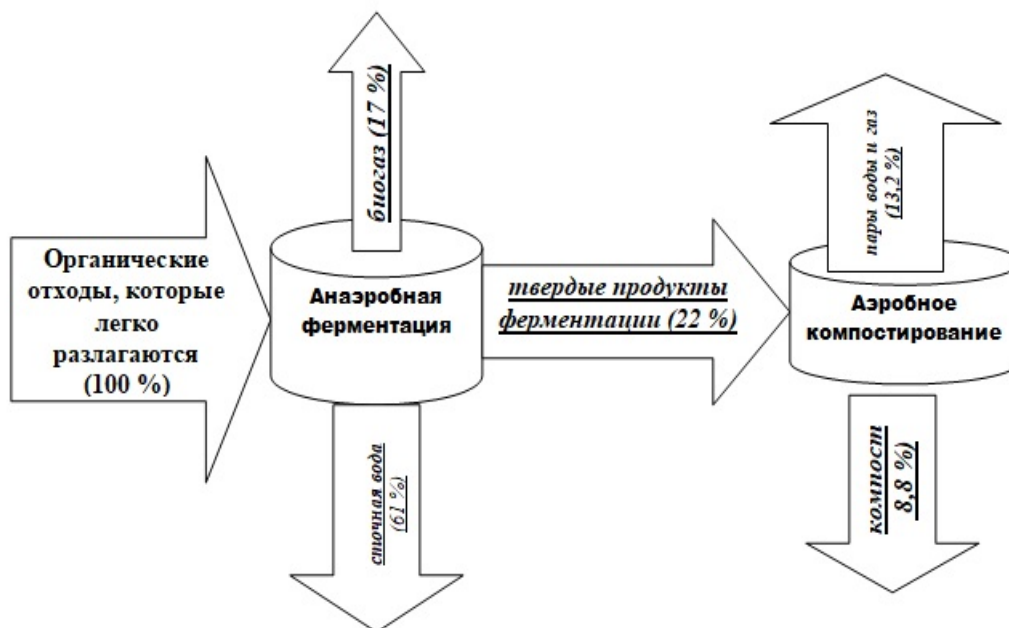 Органические
отходы, которые
легко
разлагаются
(100 %)
биогаз (17 %)
Анаэробная
ферментация
сточная вода
(61 %)
твердые продукты
ферментации (22 %)
пары воды и газ
(13,2 %)
Аэробное
компостирование
компост
8,8 %)